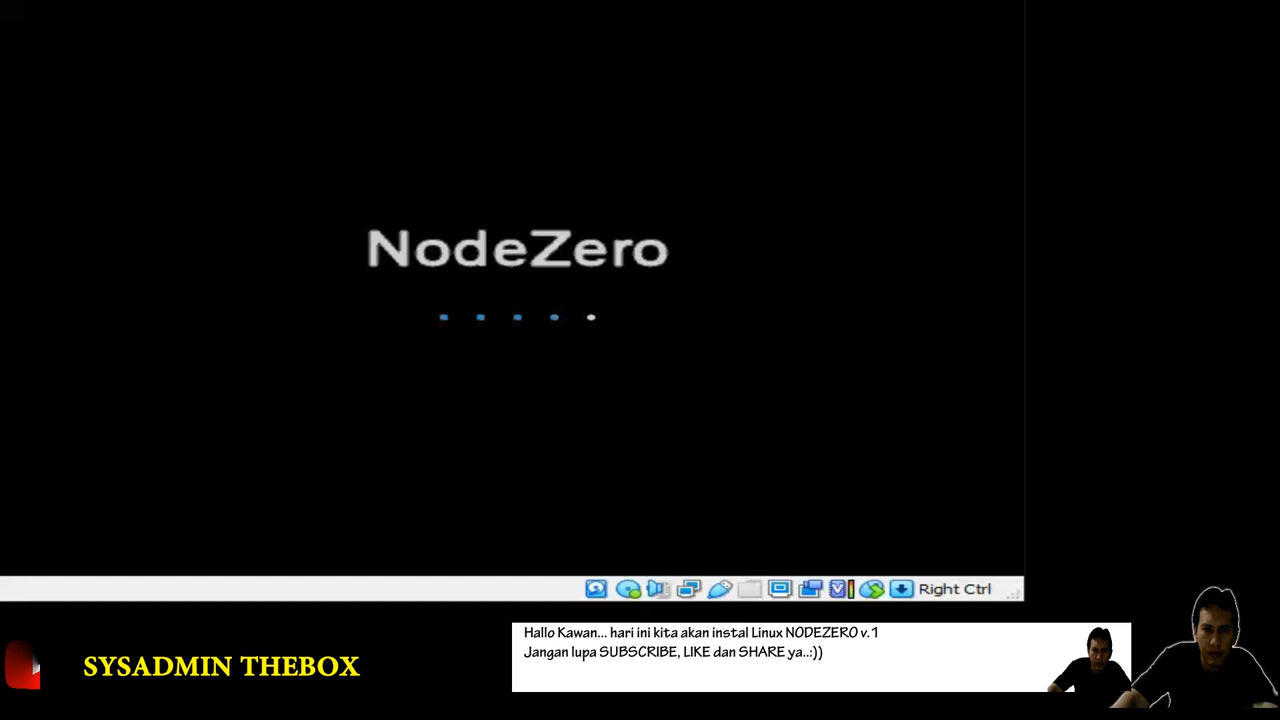 NodeZero
Right Ctrl
Hallo Kawan... hari ini kita akan instal Linux NODEZERO v.1
Jangan lupa SUBSCRIBE, LIKE dan SHARE ya..:))
SYSADMIN THEBOX